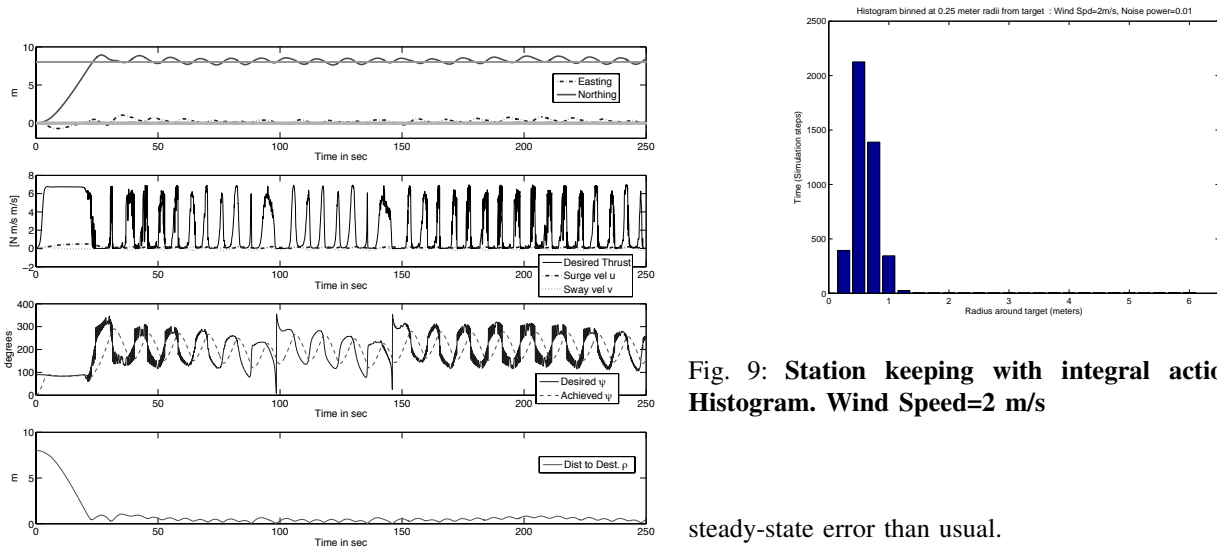 10
5
0
m
0
50
100
150
200
250
Time in sec
Easting
Northing
8
6
4
2
0
−2
[N m/s m/s]
0
50
100
150
200
250
Time in sec
Desired Thrust
Surge vel u
Sway vel v
400
300
200
100
0
degrees
0
50
100
150
200
250
Time in sec
Desired ψ
Achieved ψ
10
5
0
m
0
50
100
150
200
250
Time in sec
Dist to Dest. ρ
Histogram binned at 0.25 meter radii from target : Wind Spd=2m/s, Noise power=0.01
2500
2000
1500
1000
500
0
Time (Simulation steps)
0
1
2
3
4
5
6
Radius around target (meters)
Fig. 9: Station keeping with integral actio
Histogram. Wind Speed=2 m/s
steady-state error than usual.